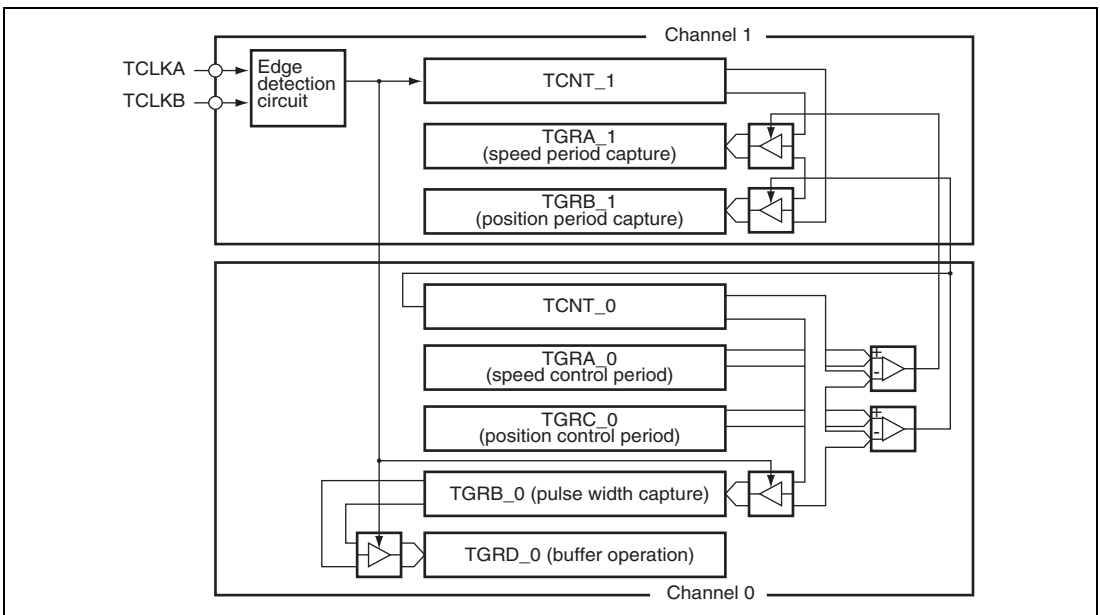 Channel 1
TCLKA
TCLKB
Edge
detection
circuit
TCNT_1
TGRA_1
(speed period capture)
TGRB_1
(position period capture)
TCNT_0
TGRA_0
(speed control period)
+
-
TGRC_0
(position control period)
+
-
TGRB_0 (pulse width capture)
TGRD_0 (buffer operation)
Channel 0